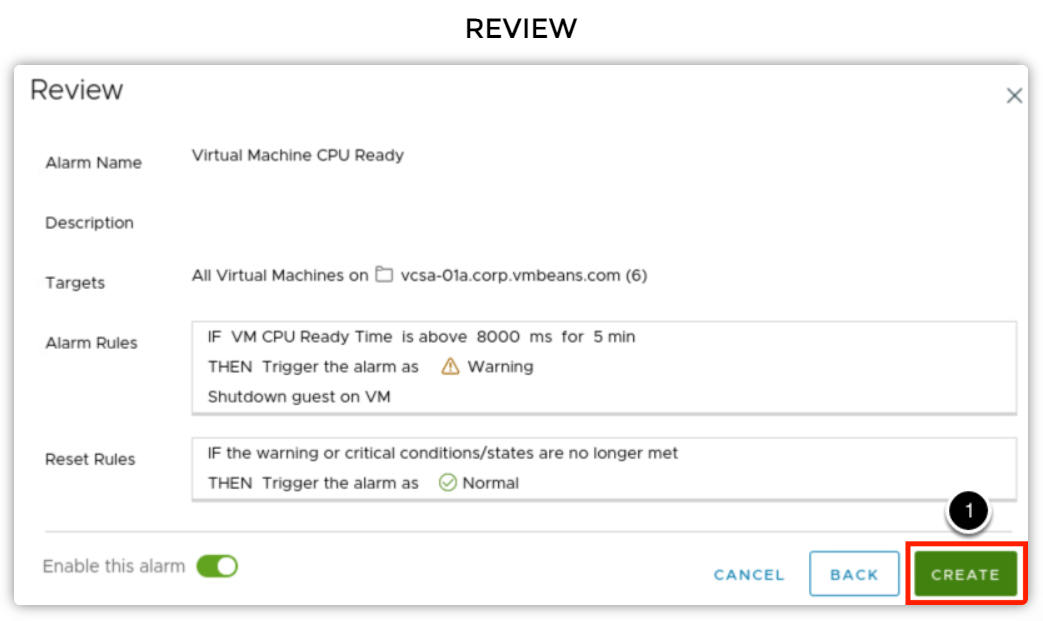 REVIEW
Review
Alarm Name Virtual Machine CPU Ready
Description
Targets All Virtual Machines on vcsa-01a.corp.vmbeans.com (6)
Alarm Rules IF VM CPU Ready Time is above 8000 ms for 5 min
THEN Trigger the alarm as Warning
Shutdown guest on VM
Reset Rules IF the warning or critical conditions/states are no longer met
THEN Trigger the alarm as Normal
1
Enable this alarm CANCEL BACK CREATE